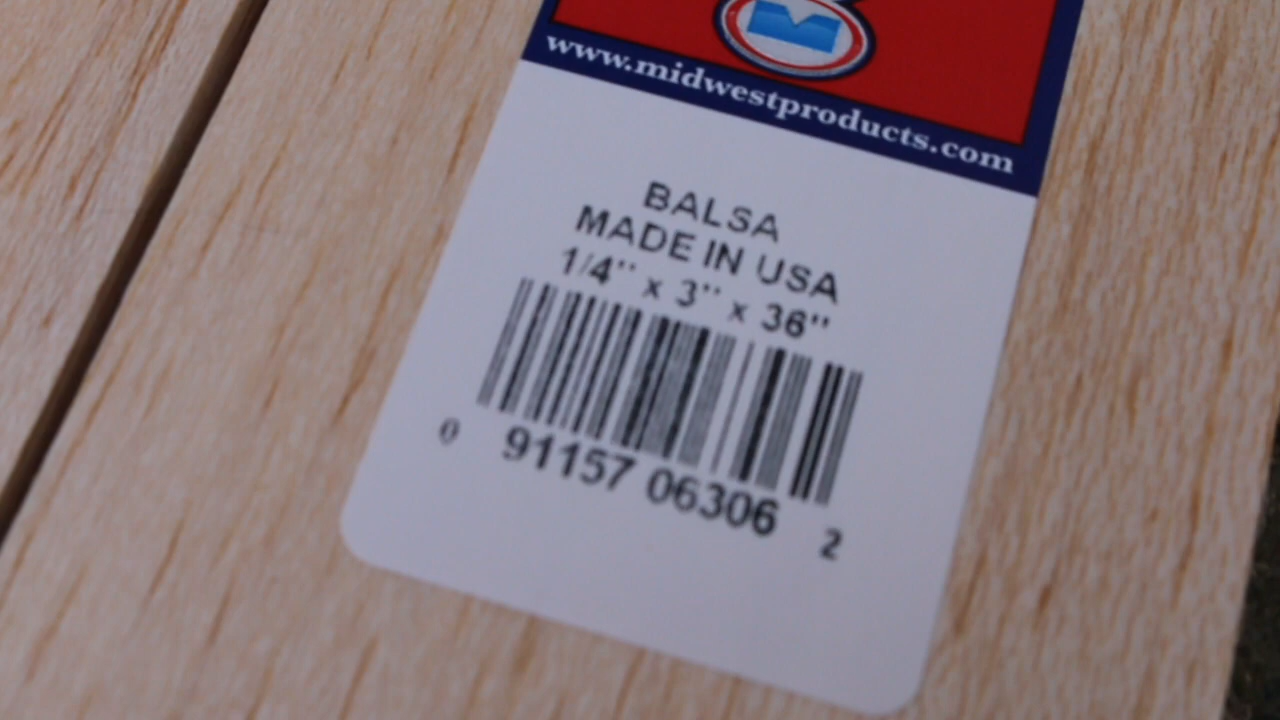 www.midwestproducts.com
BALSA
MADE IN USA
1/4" x 3" x 36"
0 91157 06306 2